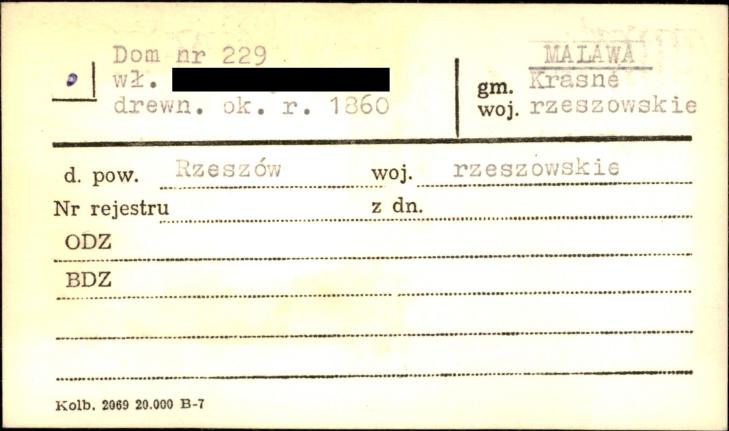 Dom nr 229
wł.
drewn. ok. r. 1860
MALAWA
gm. Krasne
woj. rzeszowskie
d. pow. Rzeszów woj. rzeszowskie
Nr rejestru z dn.
ODZ
BDZ
Kolb. 2069 20.000 B-7